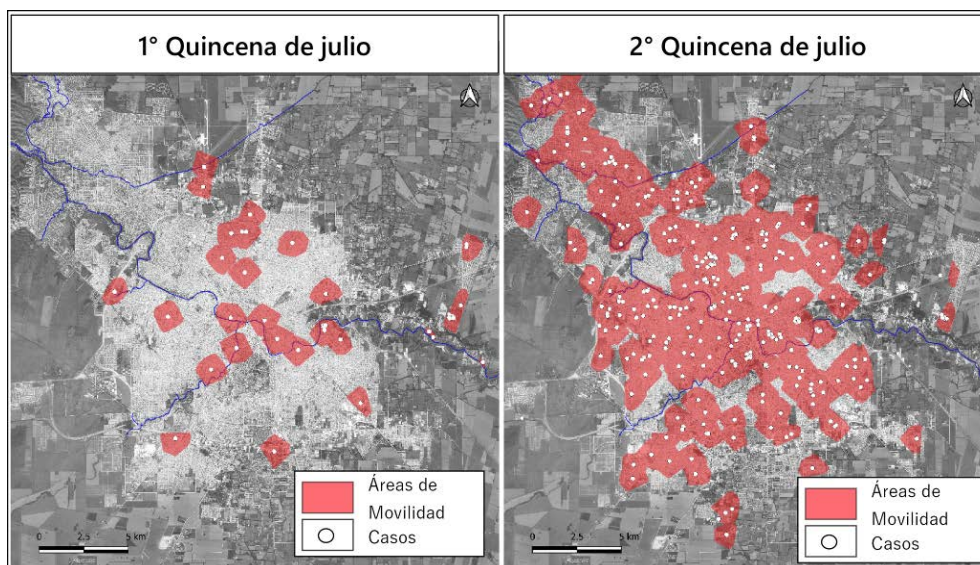 1° Quincena de julio
2° Quincena de julio
Áreas de
Movilidad
Casos
0 2.5 5 km
Áreas de
Movilidad
Casos
0 2.5 5 km